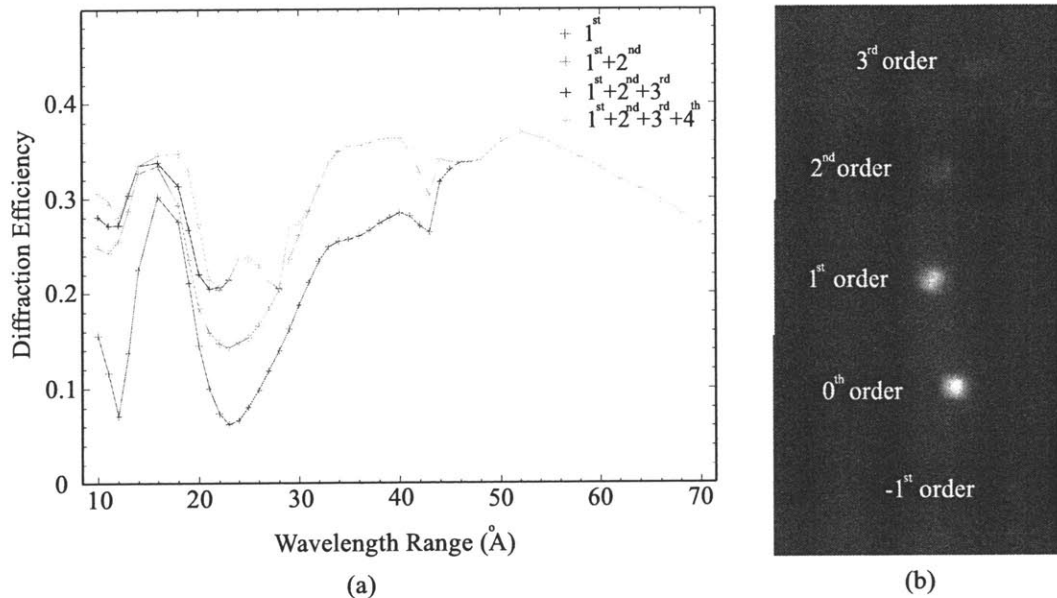 1st
1st+2nd
1st+2nd+3rd
1st+2nd+3rd+4th
0.4
0.3
0.2
0.1
0
Diffraction Efficiency
10 20 30 40 50 60 70
Wavelength Range (Å)
(a)
3rd order
2nd order
1st order
0th order
-1st order
(b)